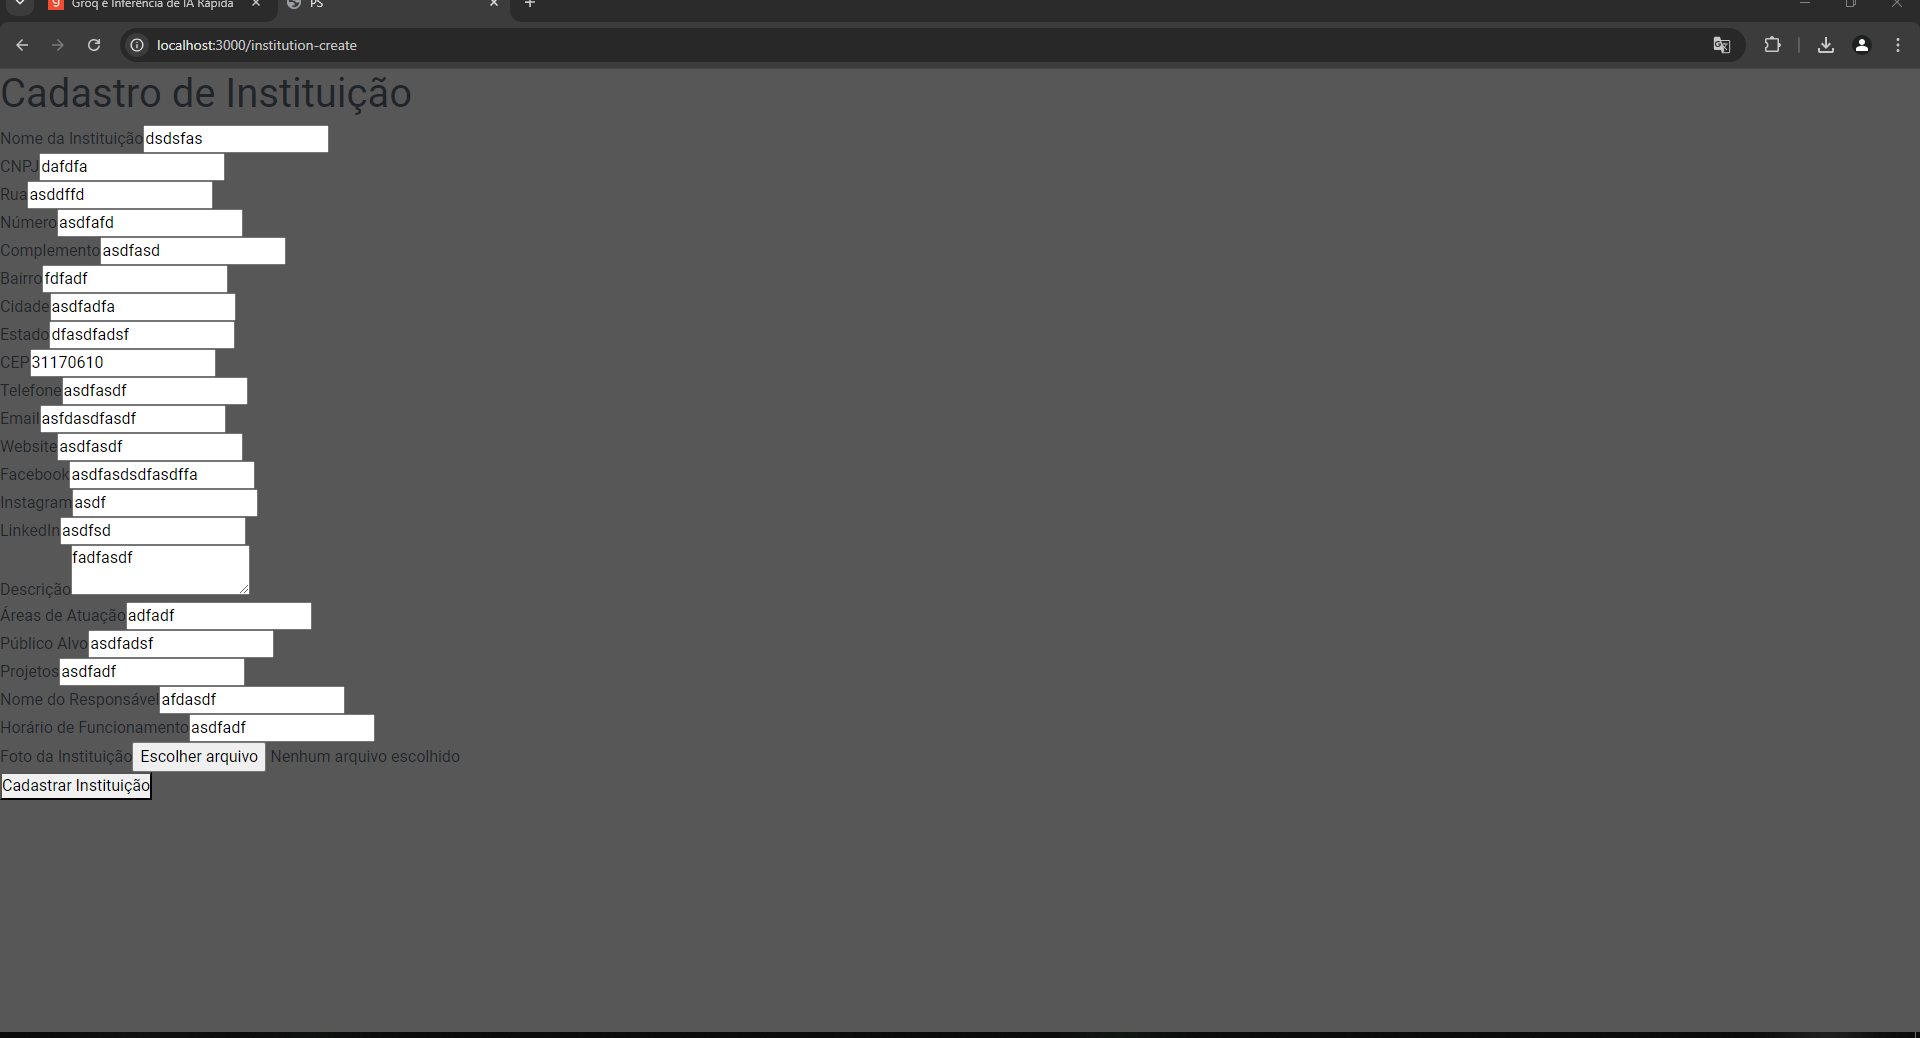 Groq é Inferência de IA Rápida
PS
localhost:3000/institution-create
Cadastro de Instituição
Nome da Instituição dsdsfas
CNPJ dafdfa
Rua asddffd
Número asdfafd
Complemento asdfasd
Bairro fdfadf
Cidade asdfadfa
Estado dfasdfadsf
CEP 31170610
Telefone asdfasdf
Email asfdasdfasdf
Website asdfasdf
Facebook asdfasdsdfasdffa
Instagram asdf
LinkedIn asdfsd
Descrição fadfasdf
Áreas de Atuação adfadf
Público Alvo asdfadsf
Projetos asdfadf
Nome do Responsável afdasdf
Horário de Funcionamento asdfadf
Foto da Instituição Escolher arquivo Nenhum arquivo escolhido
Cadastrar Instituição